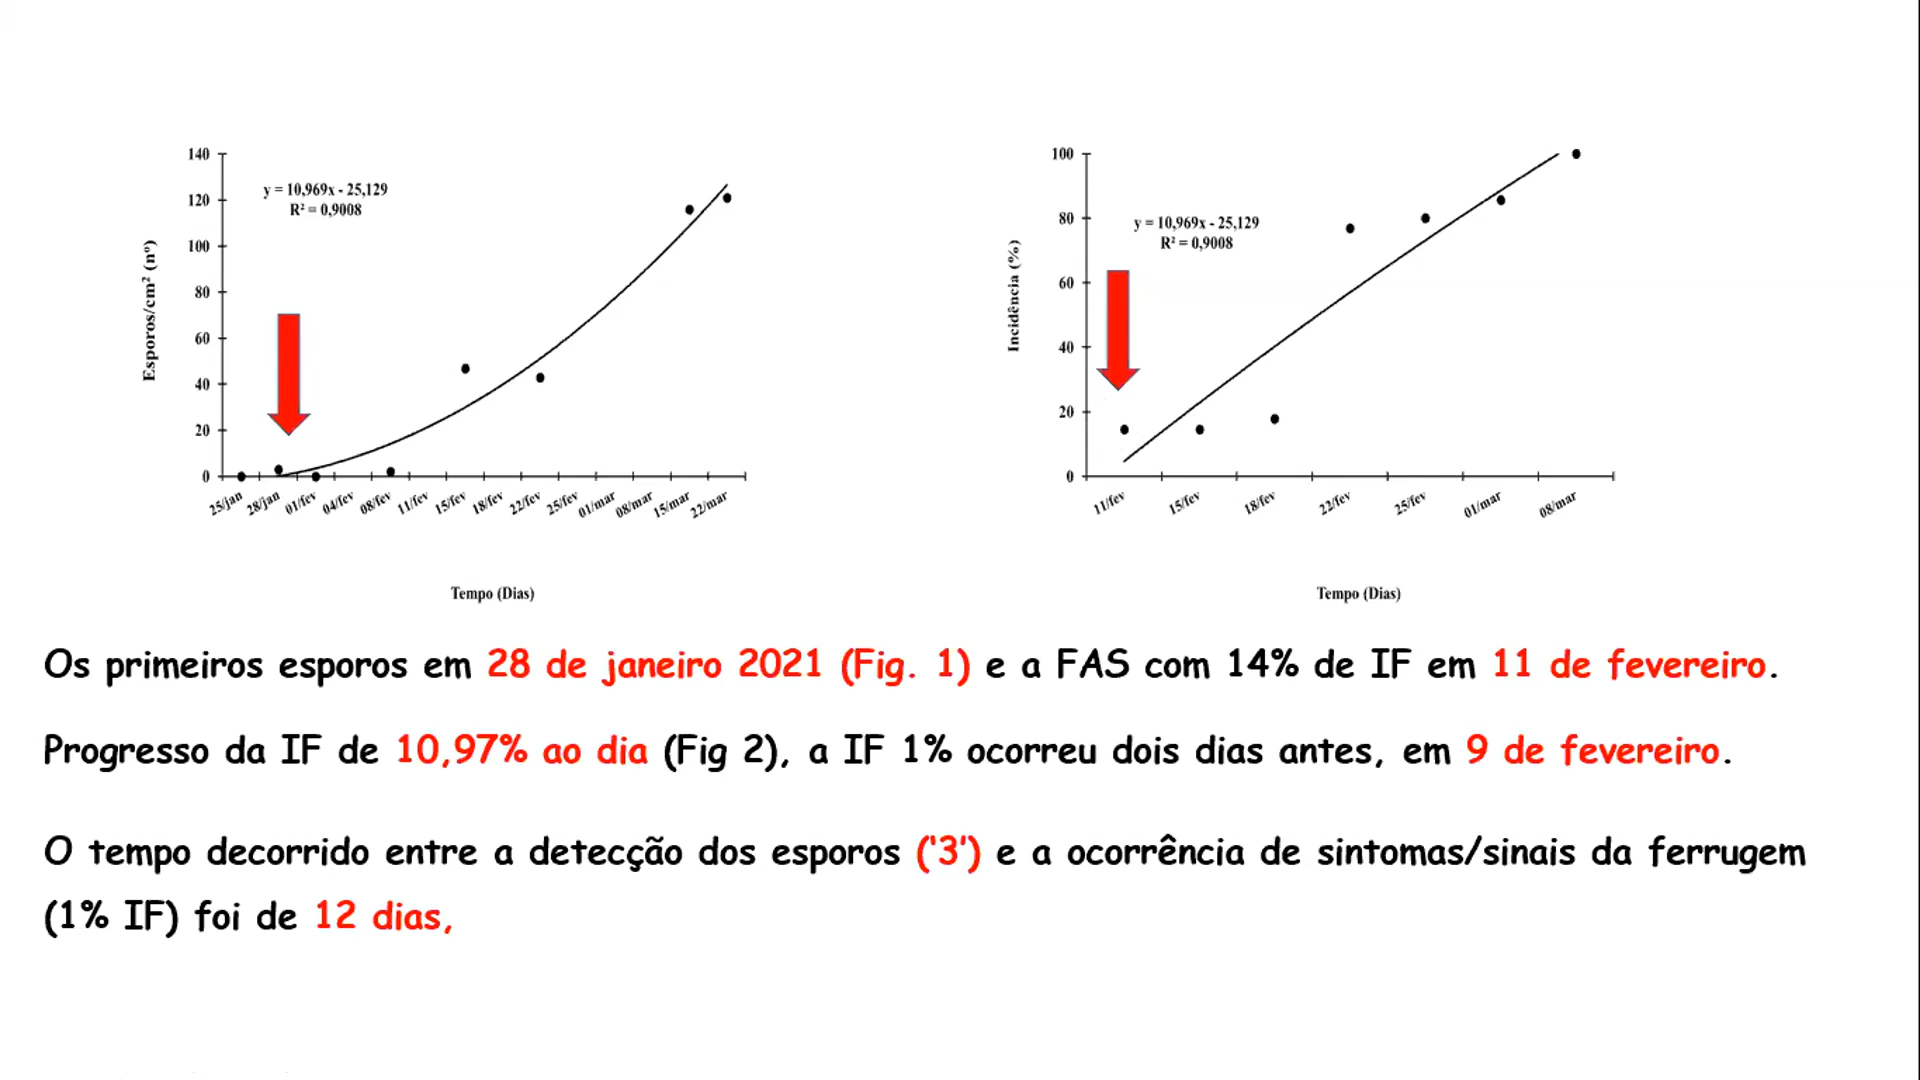 140
120
100
80
60
40
20
0
y = 10,969x - 25,129
R² = 0,9008
Esporos/cm² (nº)
25/jan 28/jan 01/fev 04/fev 08/fev 11/fev 15/fev 18/fev 22/fev 25/fev 01/mar 08/mar 15/mar 22/mar
Tempo (Dias)
100
80
60
40
20
0
y = 10,969x - 25,129
R² = 0,9008
Incidência (%)
11/fev 15/fev 18/fev 22/fev 25/fev 01/mar 08/mar
Tempo (Dias)
Os primeiros esporos em 28 de janeiro 2021 (Fig. 1) e a FAS com 14% de IF em 11 de fevereiro.
Progresso da IF de 10,97% ao dia (Fig 2), a IF 1% ocorreu dois dias antes, em 9 de fevereiro.
O tempo decorrido entre a detecção dos esporos ('3') e a ocorrência de sintomas/sinais da ferrugem
(1% IF) foi de 12 dias,